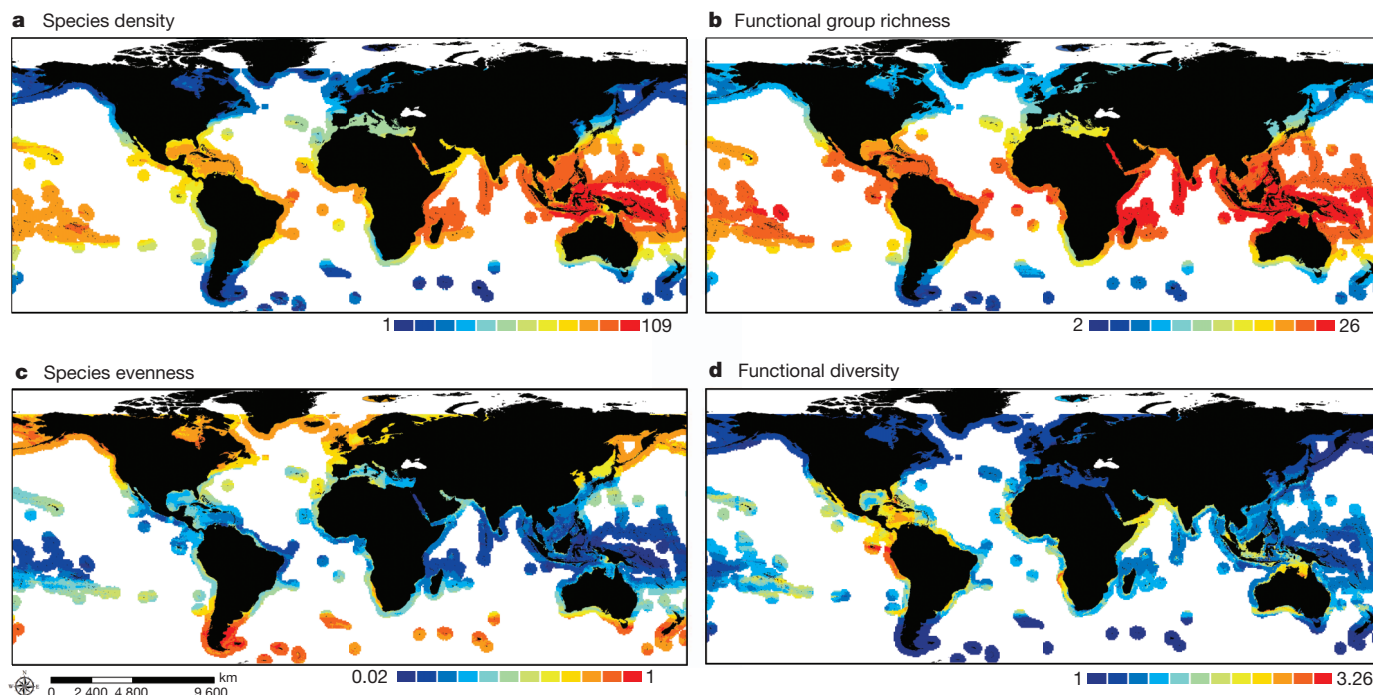 a Species density
b Functional group richness
1 109
2 26
c Species evenness
d Functional diversity
N
W E
S
km
0 2,400 4,800 9,600
0.02 1
1 3.26